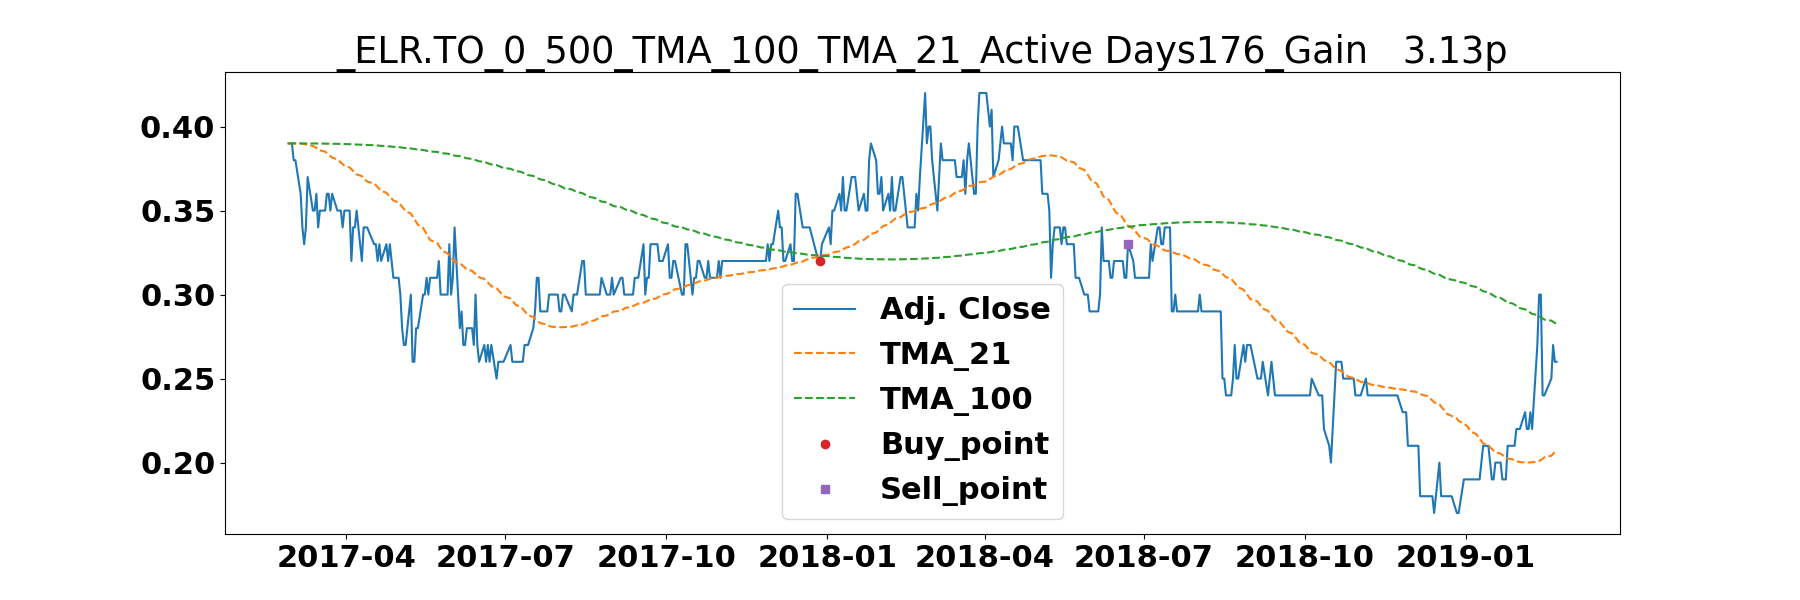 _ELR.TO_0_500_TMA_100_TMA_21_Active Days176_Gain   3.13p
0.40
0.35
0.30
0.25
0.20
Adj. Close
TMA_21
TMA_100
Buy_point
Sell_point
2017-04 2017-07 2017-10 2018-01 2018-04 2018-07 2018-10 2019-01